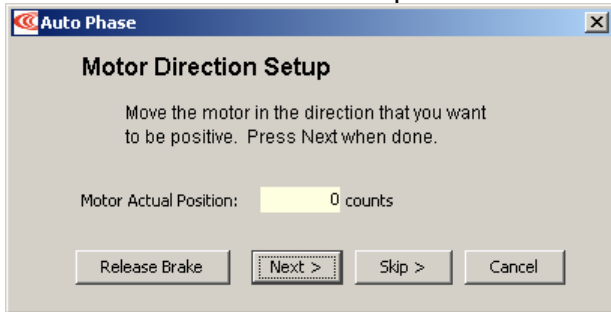 Auto Phase
Motor Direction Setup
Move the motor in the direction that you want
to be positive. Press Next when done.
Motor Actual Position: 0 counts
Release Brake Next > Skip > Cancel